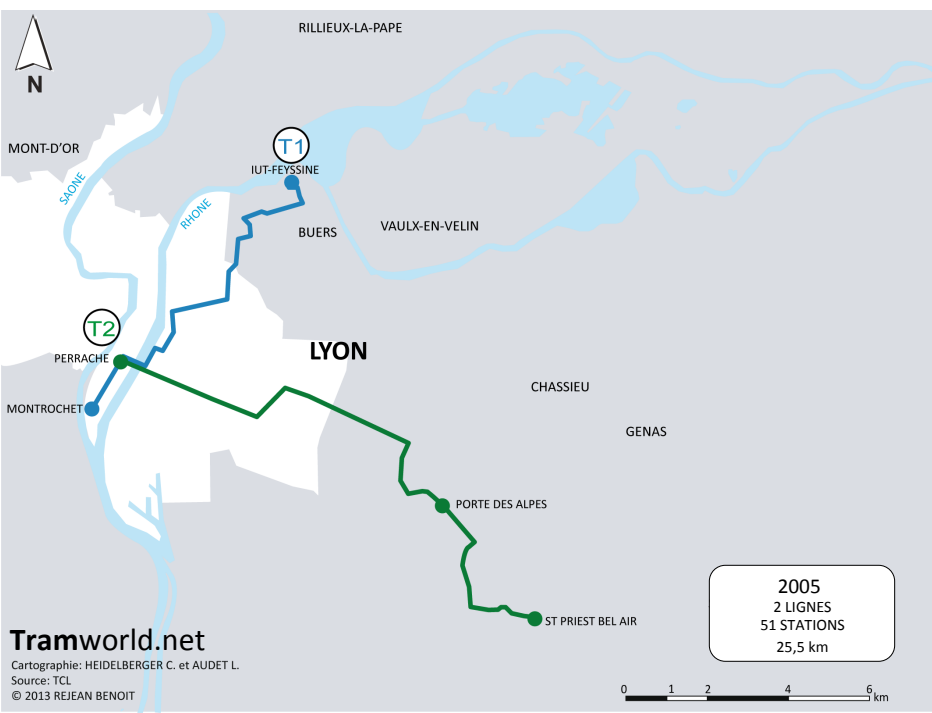 RILLIEUX-LA-PAPE
N
MONT-D'OR
T1
IUT-FEYSSINE
SAONE
RHONE
BUERS
VAULX-EN-VELIN
T2
PERRACHE
LYON
CHASSIEU
MONTROCHET
GENAS
PORTE DES ALPES
ST PRIEST BEL AIR
2005
2 LIGNES
51 STATIONS
25,5 km
Tramworld.net
Cartographie: HEIDELBERGER C. et AUDET L.
Source: TCL
© 2013 REJEAN BENOIT
0 1 2 4 6
km